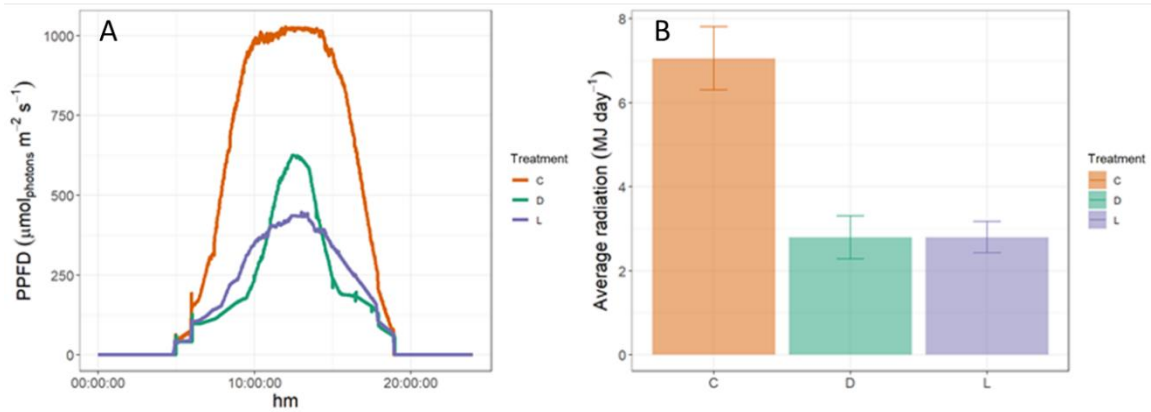 A
PPFD (μmolphotons m⁻² s⁻¹)
1000
750
500
250
0
00:00:00 10:00:00 20:00:00
hm
Treatment
C
D
L
B
Average radiation (MJ day⁻¹)
8
6
4
2
0
C D L
Treatment
C
D
L